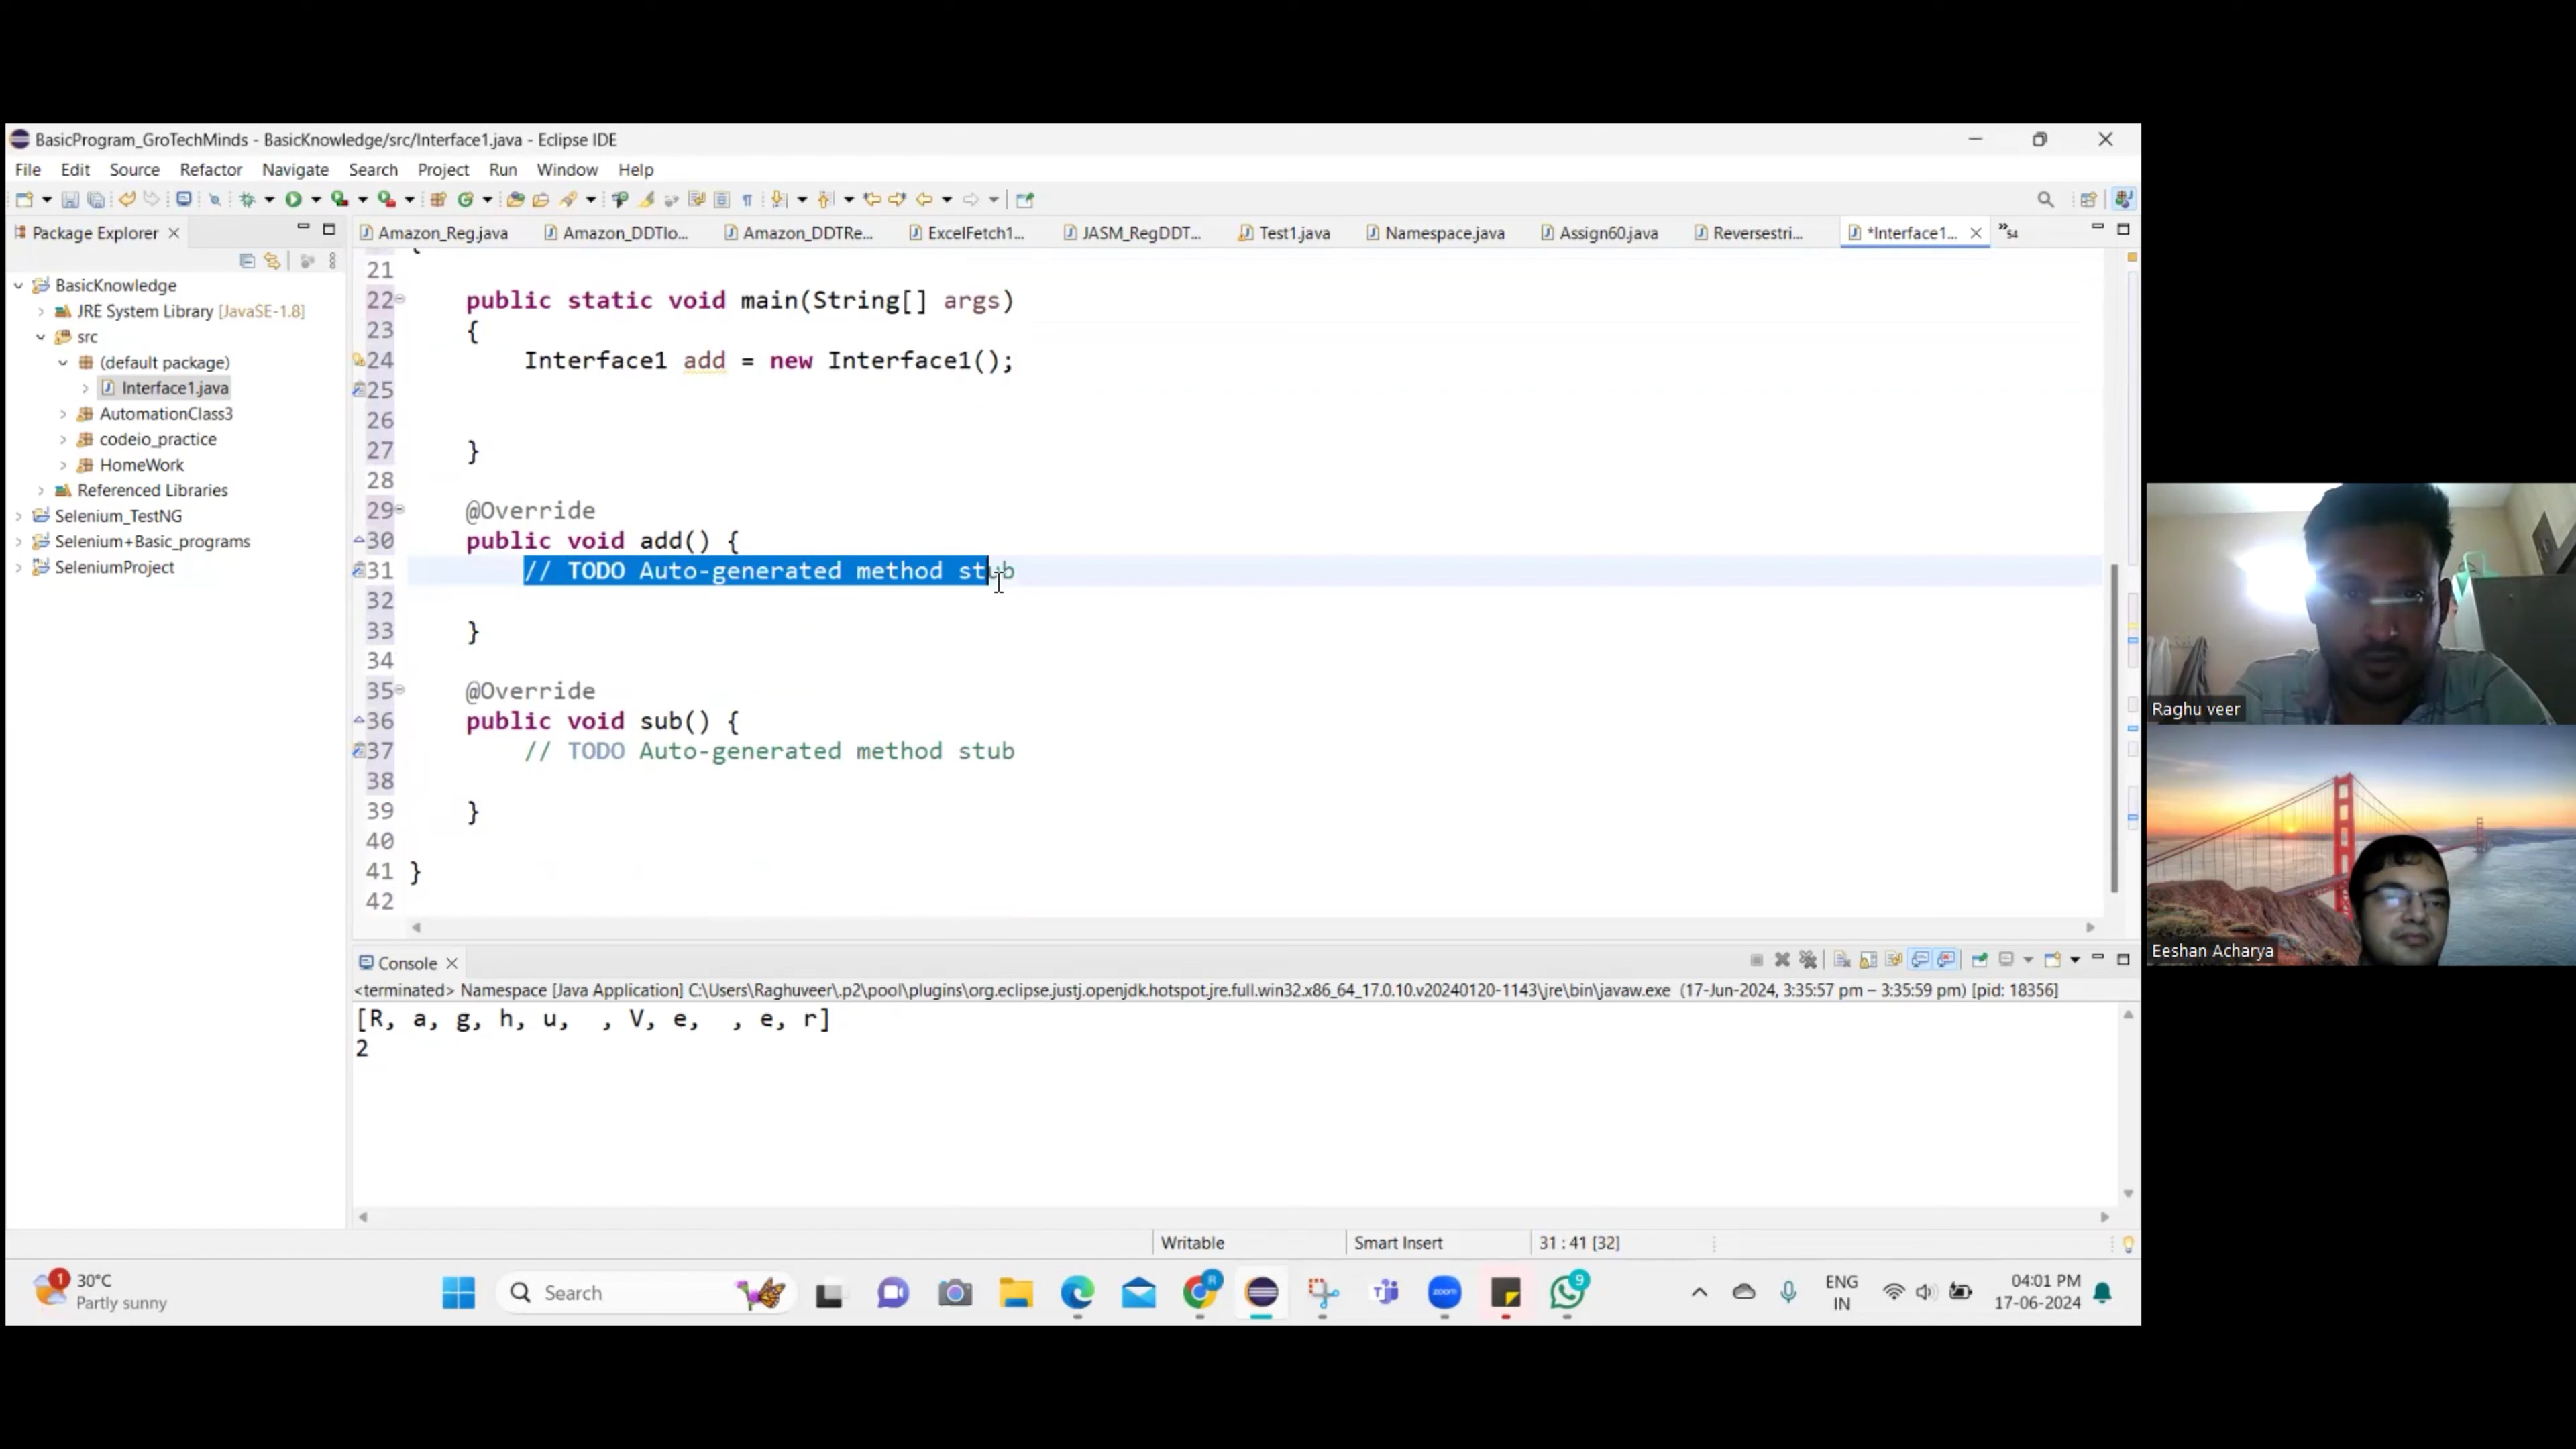 BasicProgram_GroTechMinds - BasicKnowledge/src/Interface1.java - Eclipse IDE
File Edit Source Refactor Navigate Search Project Run Window Help
Package Explorer
Amazon_Reg.java Amazon_DDTlo... Amazon_DDTRe... ExcelFetch1... JASM_RegDDT... Test1.java Namespace.java Assign60.java Reversestri... *Interface1... »54
BasicKnowledge
JRE System Library [JavaSE-1.8]
src
(default package)
Interface1.java
AutomationClass3
codeio_practice
HomeWork
Referenced Libraries
Selenium_TestNG
Selenium+Basic_programs
SeleniumProject
21
22 public static void main(String[] args)
23 {
24 Interface1 add = new Interface1();
25
26
27 }
28
29 @Override
30 public void add() {
31 // TODO Auto-generated method stub
32
33 }
34
35 @Override
36 public void sub() {
37 // TODO Auto-generated method stub
38
39 }
40
41 }
42
Console
<terminated> Namespace [Java Application] C:\Users\Raghuveer\.p2\pool\plugins\org.eclipse.justj.openjdk.hotspot.jre.full.win32.x86_64_17.0.10.v20240120-1143\jre\bin\javaw.exe (17-Jun-2024, 3:35:57 pm – 3:35:59 pm) [pid: 18356]
[R, a, g, h, u,  , V, e,  , e, r]
2
Writable Smart Insert 31 : 41 [32]
1
30°C
Partly sunny
Search
R
zoom
9
ENG
IN
04:01 PM
17-06-2024
Raghu veer
Eeshan Acharya